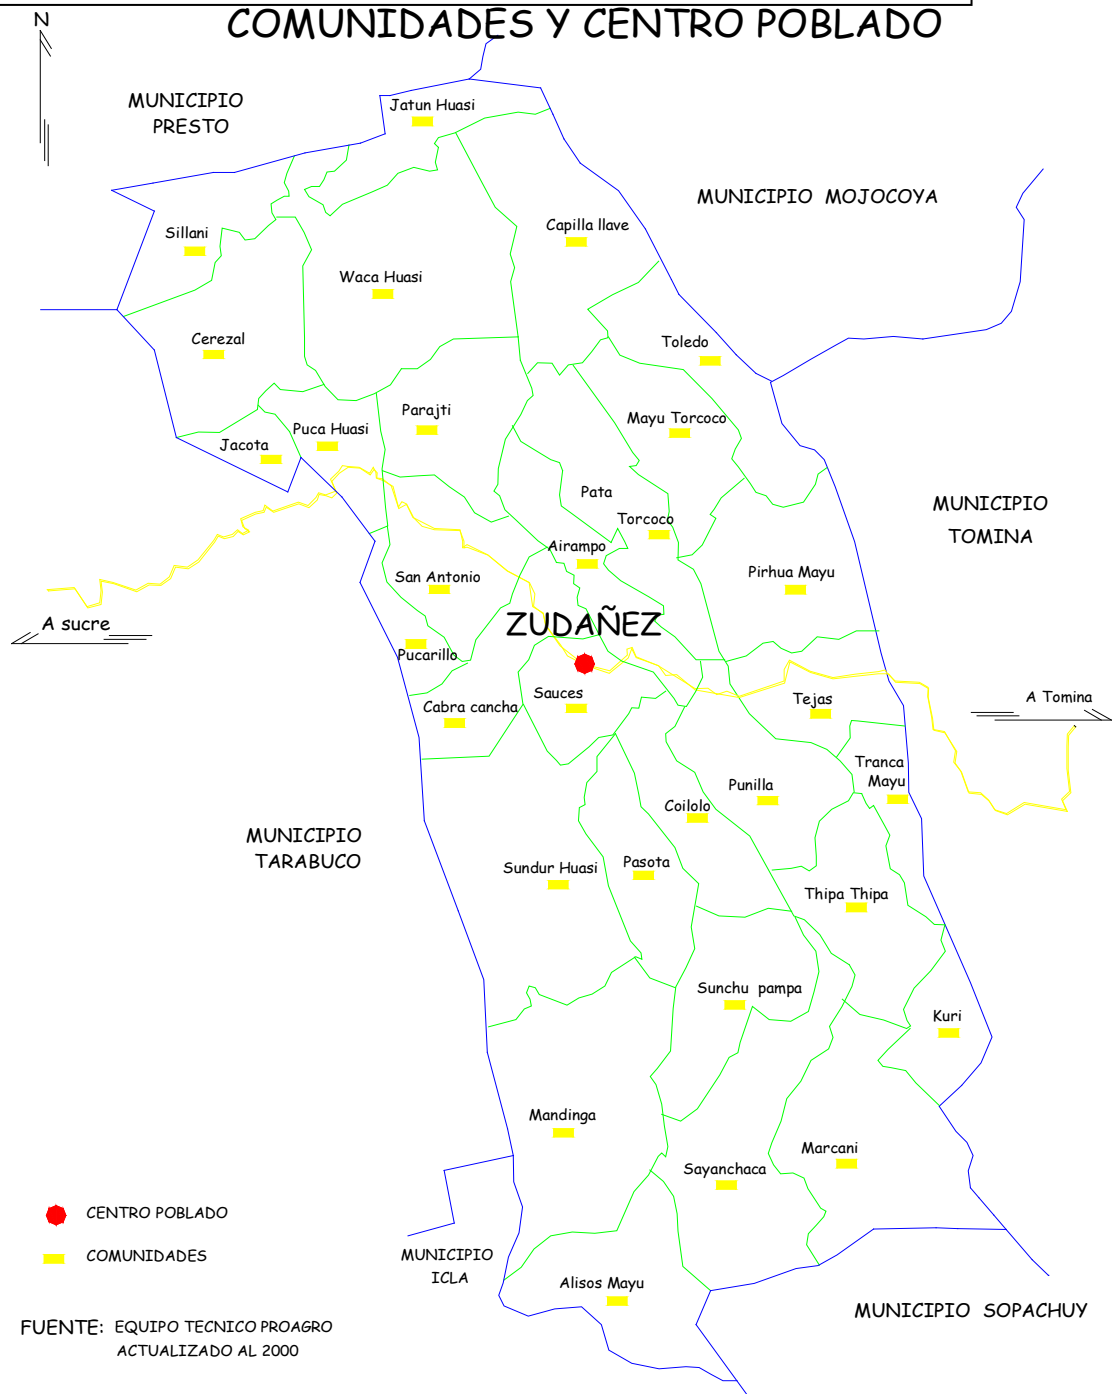 COMUNIDADES Y CENTRO POBLADO
N
MUNICIPIO
PRESTO
Jatun Huasi
MUNICIPIO MOJOCOYA
Sillani
Capilla llave
Waca Huasi
Cerezal
Toledo
Parajti
Mayu Torcoco
Puca Huasi
Jacota
Pata
Torcoco
MUNICIPIO
TOMINA
Airampo
San Antonio
Pirhua Mayu
A sucre
ZUDAÑEZ
Pucarillo
Sauces
Cabra cancha
Tejas
A Tomina
Tranca
Mayu
Punilla
Coilolo
MUNICIPIO
TARABUCO
Sundur Huasi
Pasota
Thipa Thipa
Sunchu pampa
Kuri
Mandinga
Marcani
Sayanchaca
CENTRO POBLADO
COMUNIDADES
MUNICIPIO
ICLA
Alisos Mayu
MUNICIPIO SOPACHUY
FUENTE: EQUIPO TECNICO PROAGRO
ACTUALIZADO AL 2000